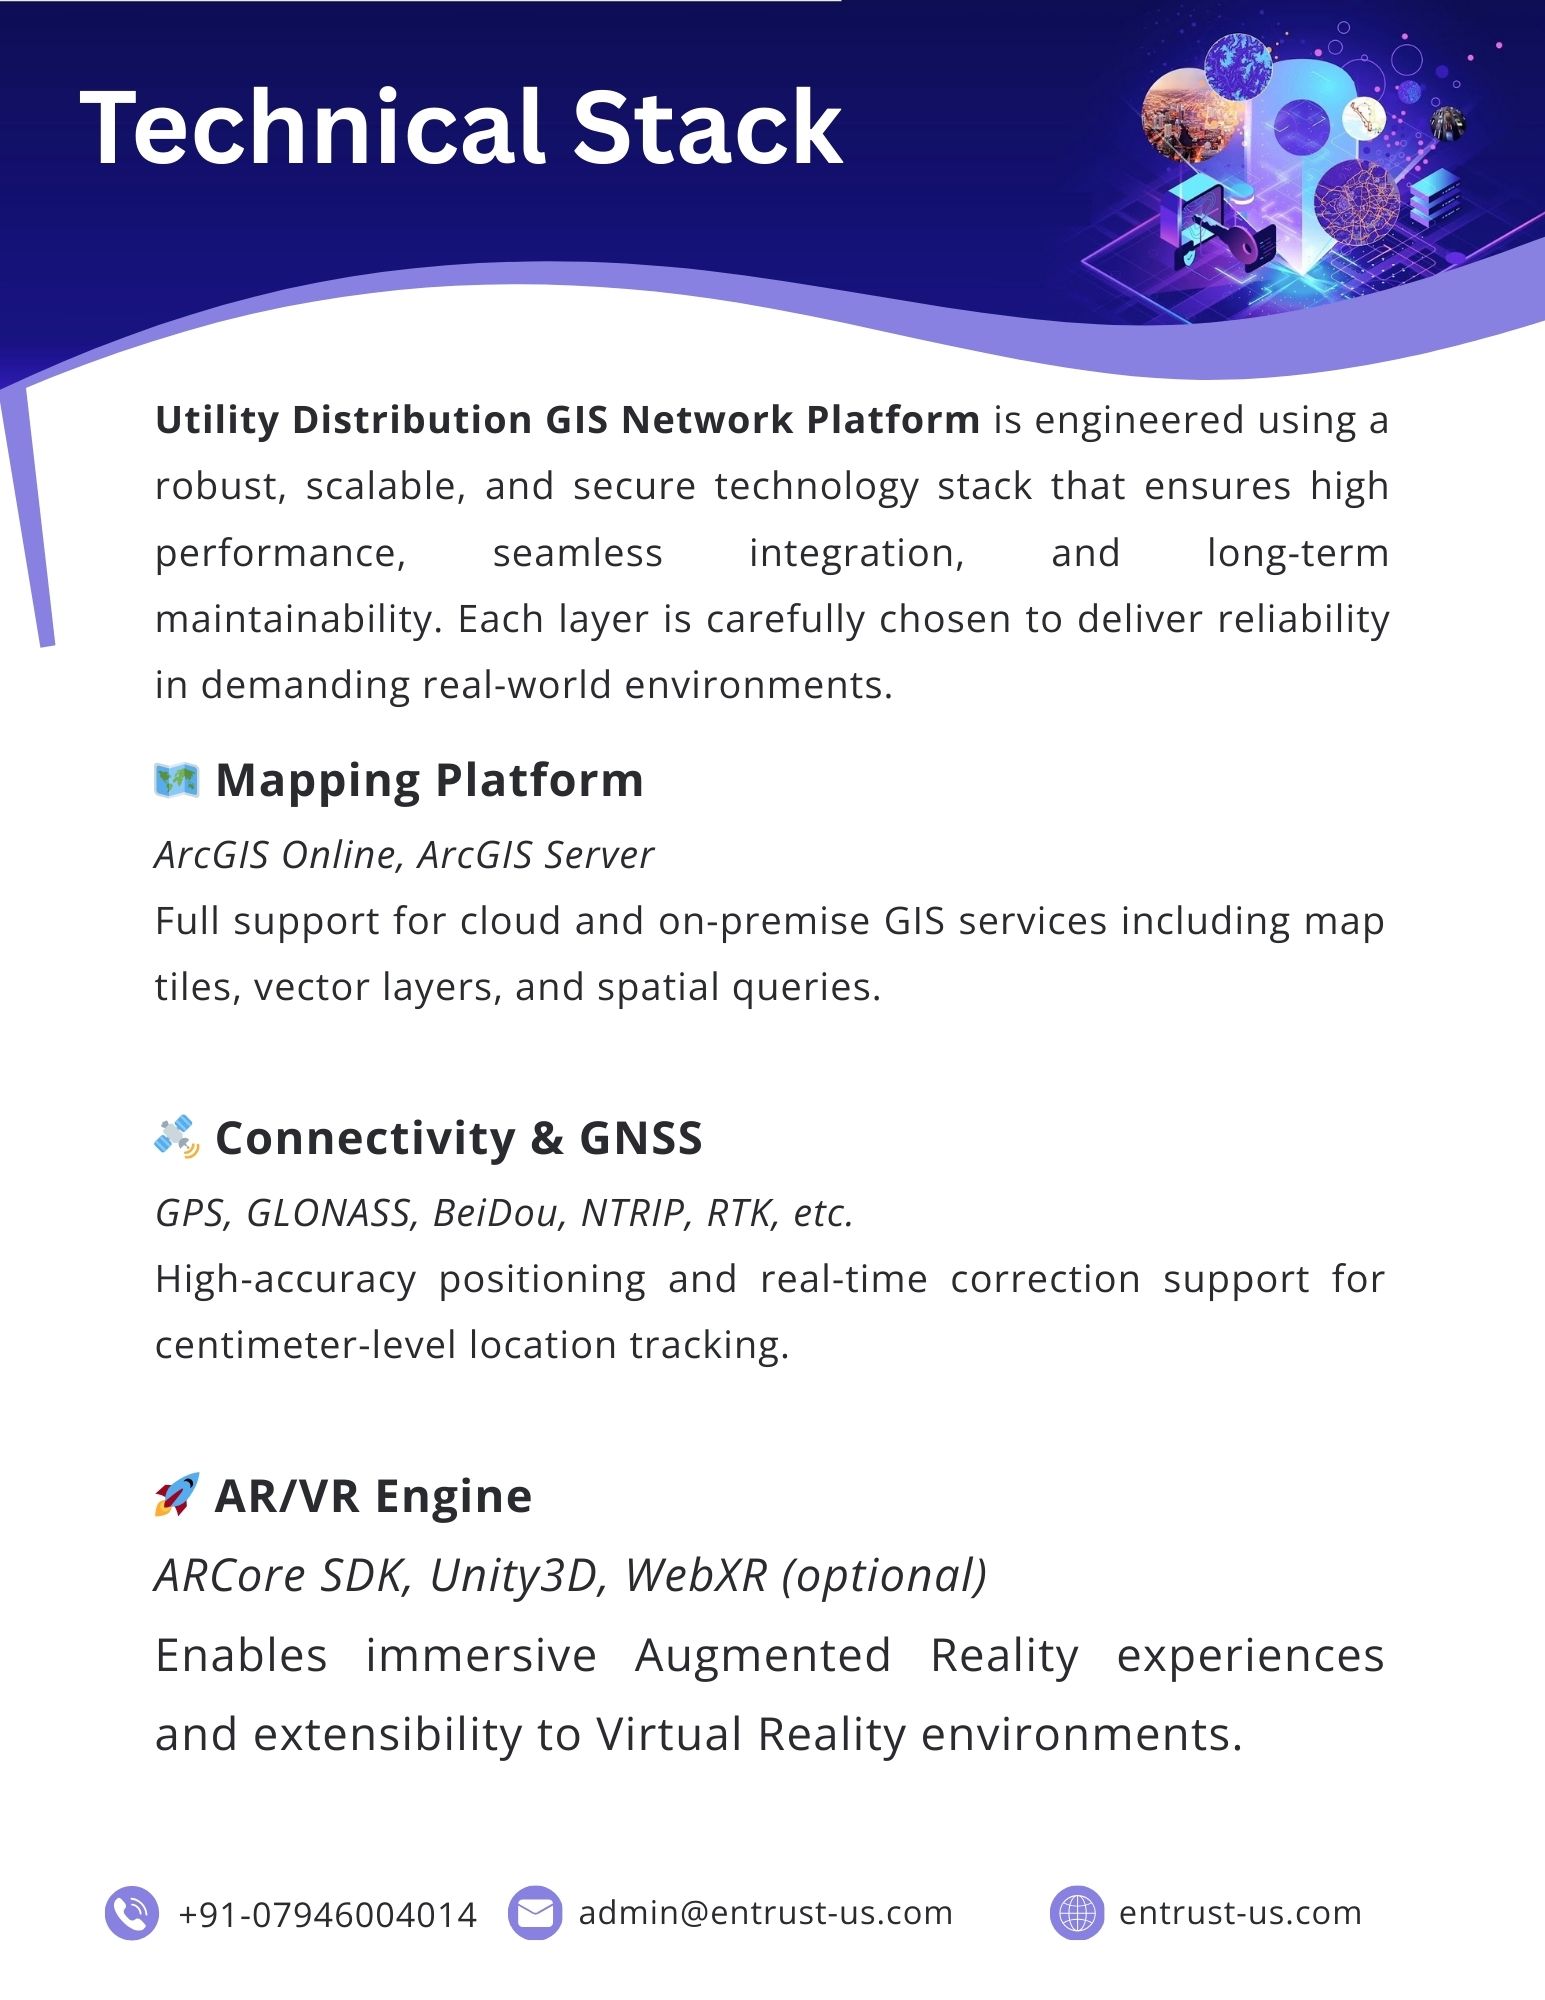 Technical Stack
Utility Distribution GIS Network Platform is engineered using a
robust, scalable, and secure technology stack that ensures high
performance, seamless integration, and long-term
maintainability. Each layer is carefully chosen to deliver reliability
in demanding real-world environments.
Mapping Platform
ArcGIS Online, ArcGIS Server
Full support for cloud and on-premise GIS services including map
tiles, vector layers, and spatial queries.
Connectivity & GNSS
GPS, GLONASS, BeiDou, NTRIP, RTK, etc.
High-accuracy positioning and real-time correction support for
centimeter-level location tracking.
AR/VR Engine
ARCore SDK, Unity3D, WebXR (optional)
Enables immersive Augmented Reality experiences
and extensibility to Virtual Reality environments.
+91-07946004014 admin@entrust-us.com entrust-us.com